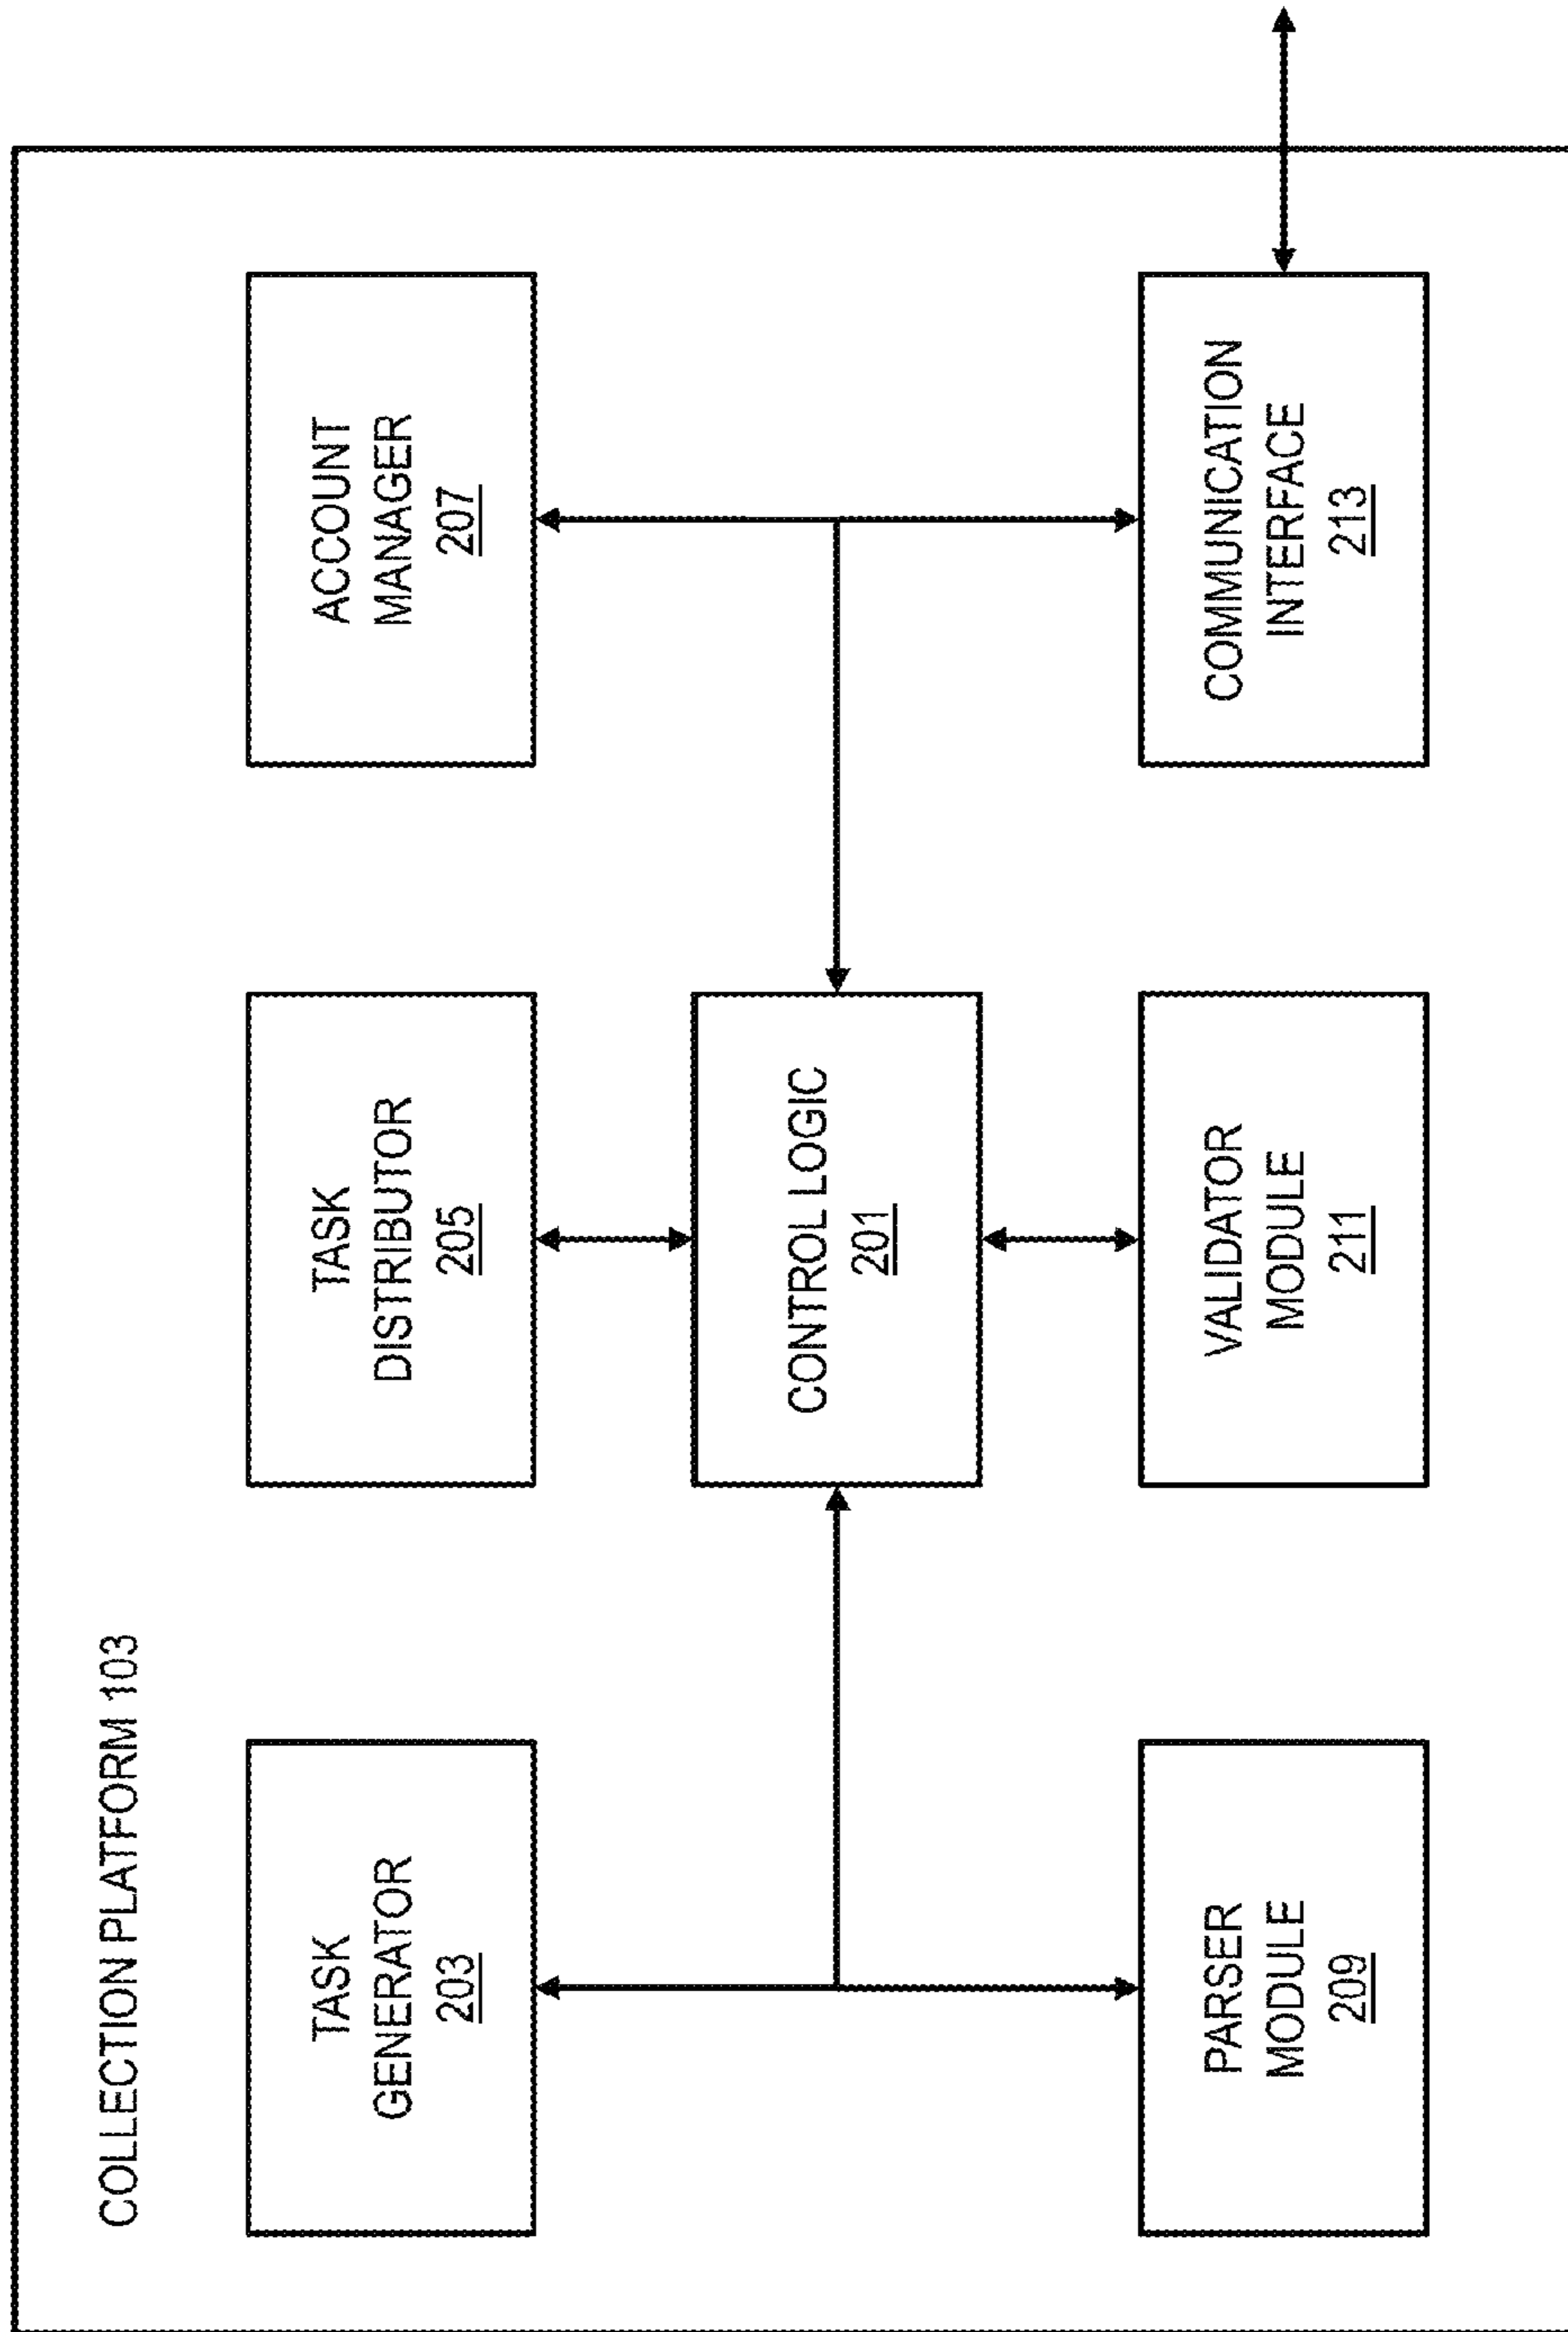 COLLECTION PLATFORM 103
TASK
GENERATOR
203
TASK
DISTRIBUTOR
205
ACCOUNT
MANAGER
207
CONTROL LOGIC
201
PARSER
MODULE
209
VALIDATOR
MODULE
211
COMMUNICATION
INTERFACE
213